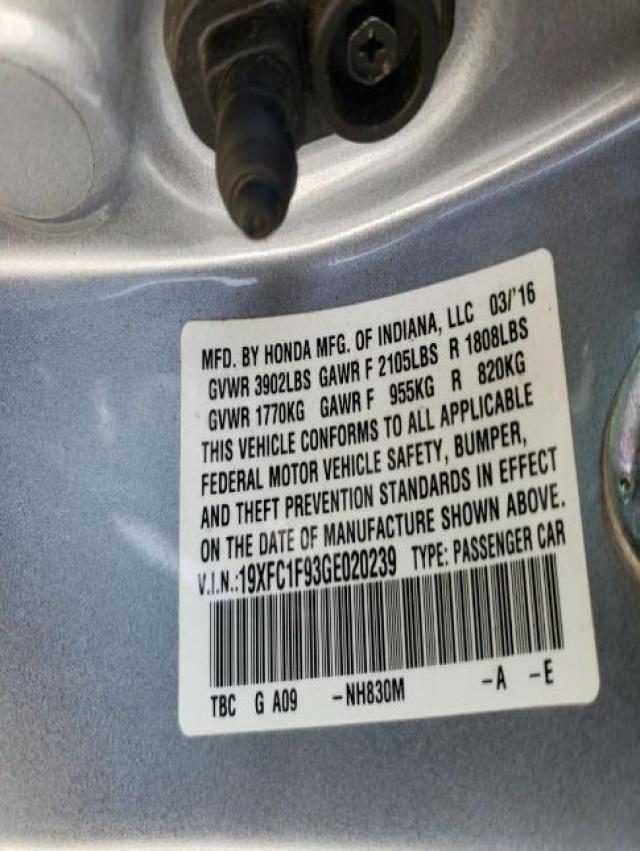 MFD. BY HONDA MFG. OF INDIANA, LLC 03/'16
GVWR 3902LBS GAWR F 2105LBS R 1808LBS
GVWR 1770KG GAWR F 955KG R 820KG
THIS VEHICLE CONFORMS TO ALL APPLICABLE
FEDERAL MOTOR VEHICLE SAFETY, BUMPER,
AND THEFT PREVENTION STANDARDS IN EFFECT
ON THE DATE OF MANUFACTURE SHOWN ABOVE.
V.I.N.:19XFC1F93GE020239 TYPE: PASSENGER CAR
TBC G A09 -NH830M -A -E